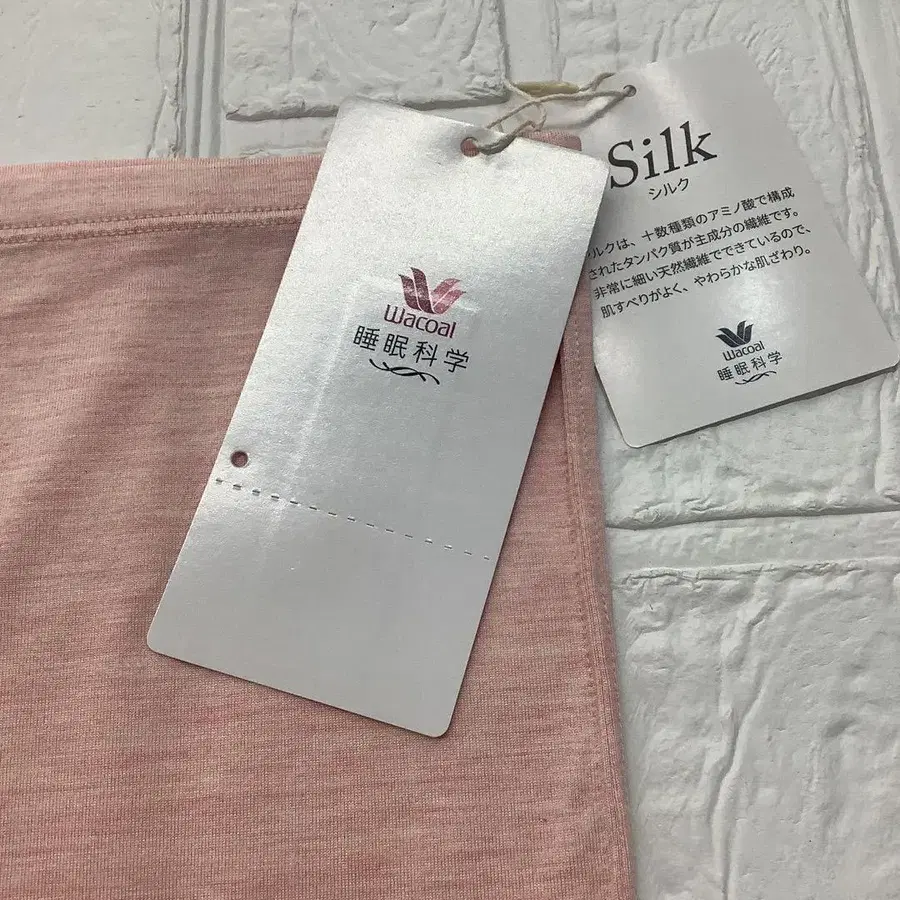 Wacoal
睡眠科学
Silk
シルク
ルクは、十数種類のアミノ酸で構成
されたタンパク質が主成分の繊維です。
非常に細い天然繊維でできているので、
肌すべりがよく、やわらかな肌ざわり。
Wacoal
睡眠科学